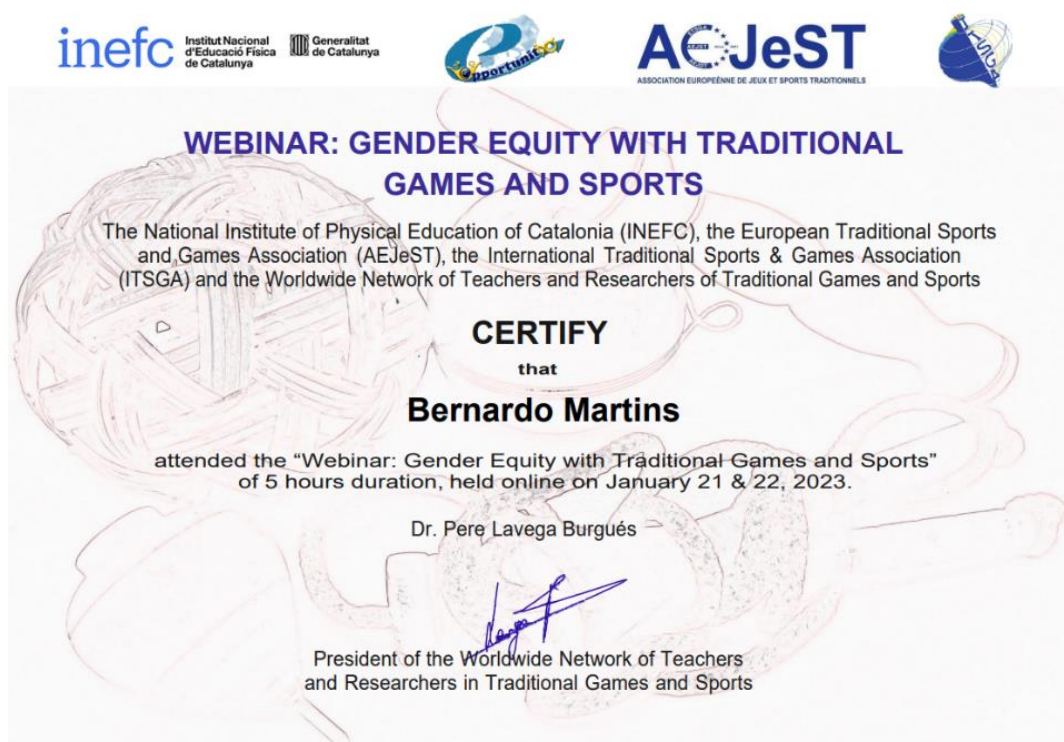 inefc
Institut Nacional
d'Educació Física
de Catalunya
Generalitat
de Catalunya
opportunity
AEJeST
ASSOCIATION EUROPEÉNNE DE JEUX ET SPORTS TRADITIONNELS
ITSGA
WEBINAR: GENDER EQUITY WITH TRADITIONAL
GAMES AND SPORTS
The National Institute of Physical Education of Catalonia (INEFC), the European Traditional Sports
and Games Association (AEJeST), the International Traditional Sports & Games Association
(ITSGA) and the Worldwide Network of Teachers and Researchers of Traditional Games and Sports
CERTIFY
that
Bernardo Martins
attended the “Webinar: Gender Equity with Traditional Games and Sports”
of 5 hours duration, held online on January 21 & 22, 2023.
Dr. Pere Lavega Burgués
President of the Worldwide Network of Teachers
and Researchers in Traditional Games and Sports